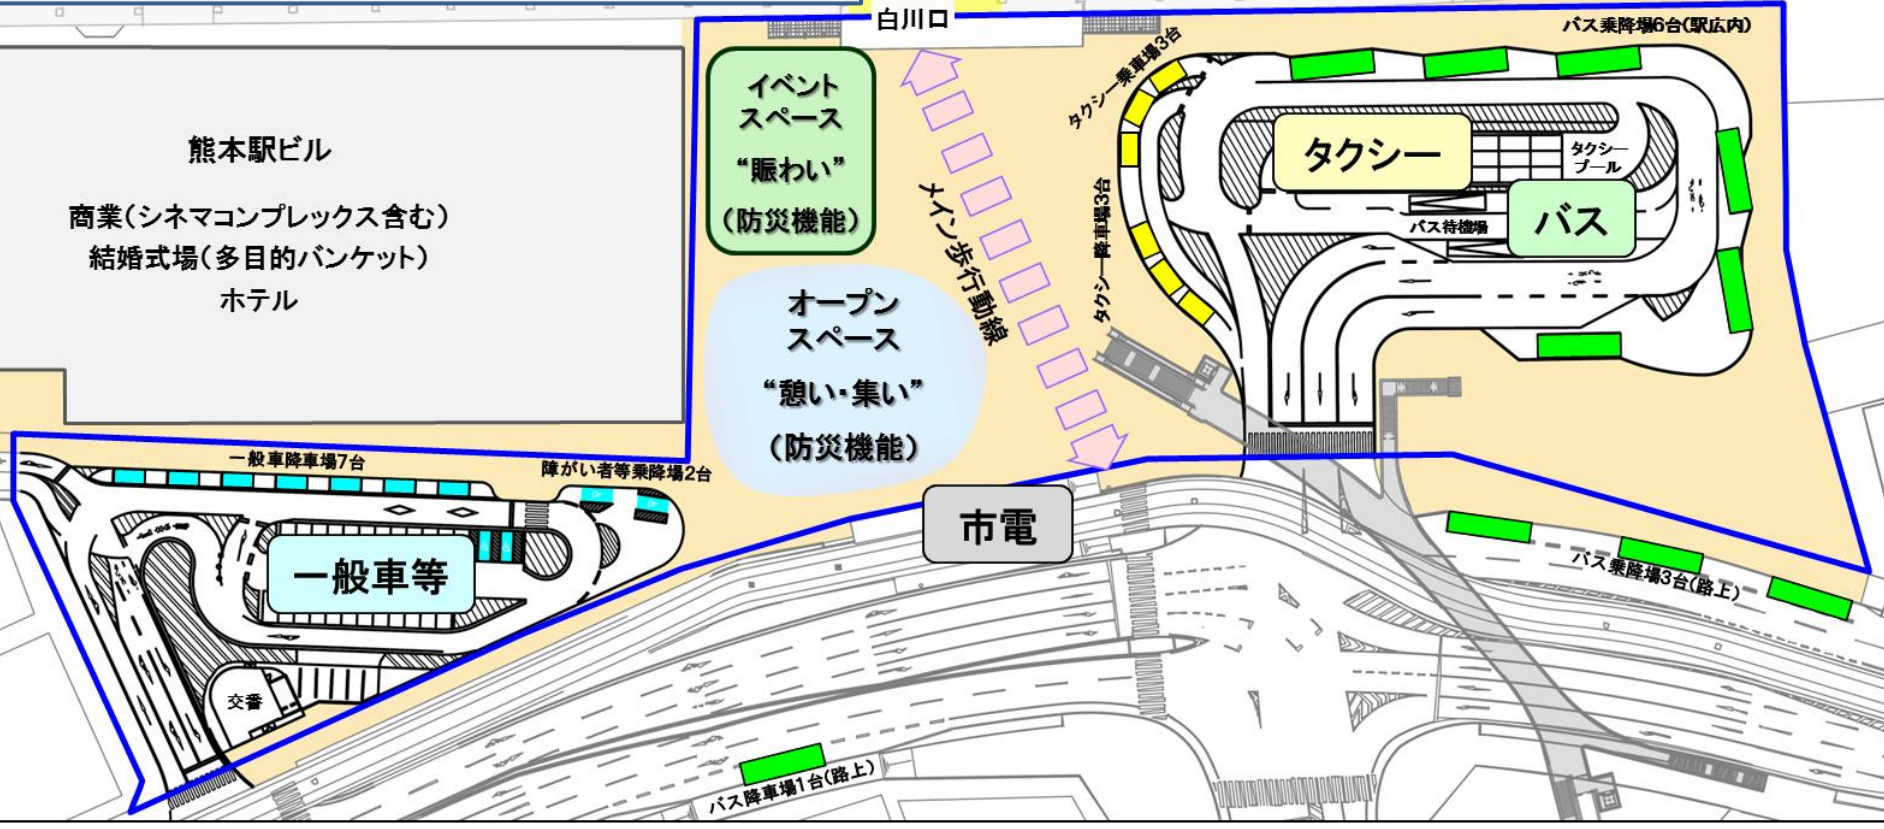 白川口
バス乗降場6台(駅広内)
タクシー乗車場3台
イベント
スペース
“賑わい”
(防災機能)
熊本駅ビル
商業(シネマコンプレックス含む)
結婚式場(多目的バンケット)
ホテル
タクシー
タクシー
プール
バス
バス待機場
メイン歩行動線
タクシー降車場3台
オープン
スペース
“憩い・集い”
(防災機能)
一般車降車場7台
障がい者等乗降場2台
市電
一般車等
バス乗降場3台(路上)
交番
バス降車場1台(路上)